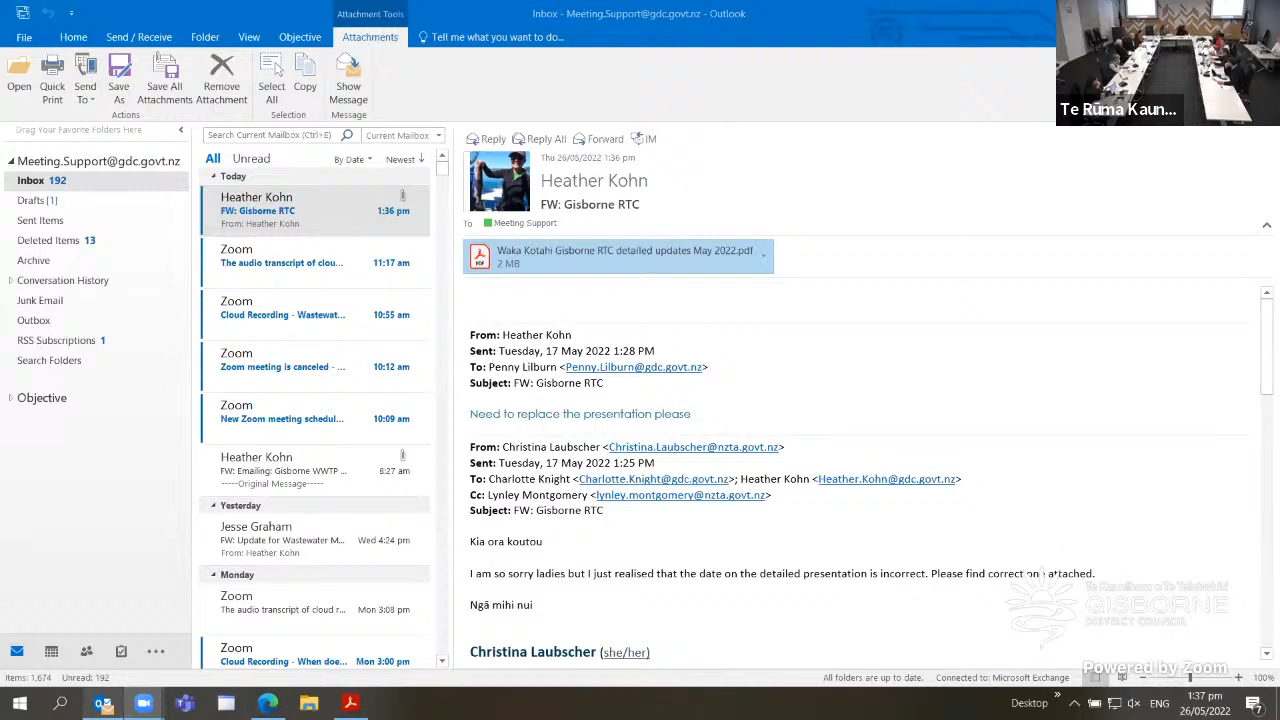 Attachment Tools
Inbox - Meeting.Support@gdc.govt.nz - Outlook
File Home Send / Receive Folder View Objective Attachments Tell me what you want to do...
Open
Quick Print
Send To
Save As
Save All Attachments
Remove Attachment
Select All
Copy
Show Message
Actions
Selection
Message
Te Rūma Kaun...
Drag Your Favorite Folders Here
Meeting.Support@gdc.govt.nz
Inbox 192
Drafts [1]
Sent Items
Deleted Items 13
Archive
Conversation History
Junk Email
Outbox
RSS Subscriptions 1
Search Folders
Objective
Search Current Mailbox (Ctrl+E) Current Mailbox
All Unread By Date Newest
Today
Heather Kohn
FW: Gisborne RTC 1:36 pm
From: Heather Kohn
Zoom
The audio transcript of clou... 11:17 am
Zoom
Cloud Recording - Wastewat... 10:55 am
Zoom
Zoom meeting is canceled - ... 10:12 am
Zoom
New Zoom meeting schedul... 10:09 am
Heather Kohn
FW: Emailing: Gisborne WWTP ... 8:27 am
-----Original Message-----
Yesterday
Jesse Graham
FW: Update for Wastewater M... Wed 4:24 pm
From: Heather Kohn
Monday
Zoom
The audio transcript of cloud r... Mon 3:08 pm
Zoom
Cloud Recording - When doe... Mon 3:00 pm
Reply Reply All Forward IM
Thu 26/05/2022 1:36 pm
Heather Kohn
FW: Gisborne RTC
To Meeting Support
Waka Kotahi Gisborne RTC detailed updates May 2022.pdf
PDF
2 MB
From: Heather Kohn
Sent: Tuesday, 17 May 2022 1:28 PM
To: Penny Lilburn <Penny.Lilburn@gdc.govt.nz>
Subject: FW: Gisborne RTC
Need to replace the presentation please
From: Christina Laubscher <Christina.Laubscher@nzta.govt.nz>
Sent: Tuesday, 17 May 2022 1:25 PM
To: Charlotte Knight <Charlotte.Knight@gdc.govt.nz>; Heather Kohn <Heather.Kohn@gdc.govt.nz>
Cc: Lynley Montgomery <lynley.montgomery@nzta.govt.nz>
Subject: FW: Gisborne RTC
Kia ora koutou
I am so sorry ladies but I just realised that the date on the detailed presentation is incorrect. Please find correct one attached.
Ngā mihi nui
Christina Laubscher (she/her)
Te Kaunihera o Te Tairāwhiti
GISBORNE
DISTRICT COUNCIL
Powered by Zoom
Items: 1,674 Unread: 192
All folders are up to date. Connected to: Microsoft Exchange 100%
Desktop
ENG
1:37 pm
26/05/2022
7